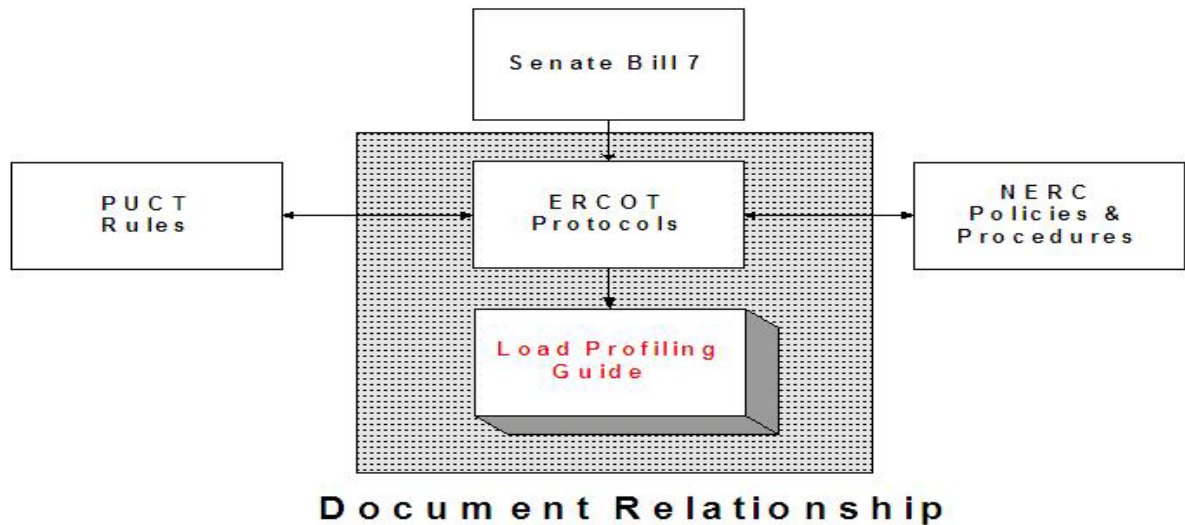 Senate Bill 7
PUCT
Rules
ERCOT
Protocols
NERC
Policies &
Procedures
Load Profiling
Guide
Document Relationship